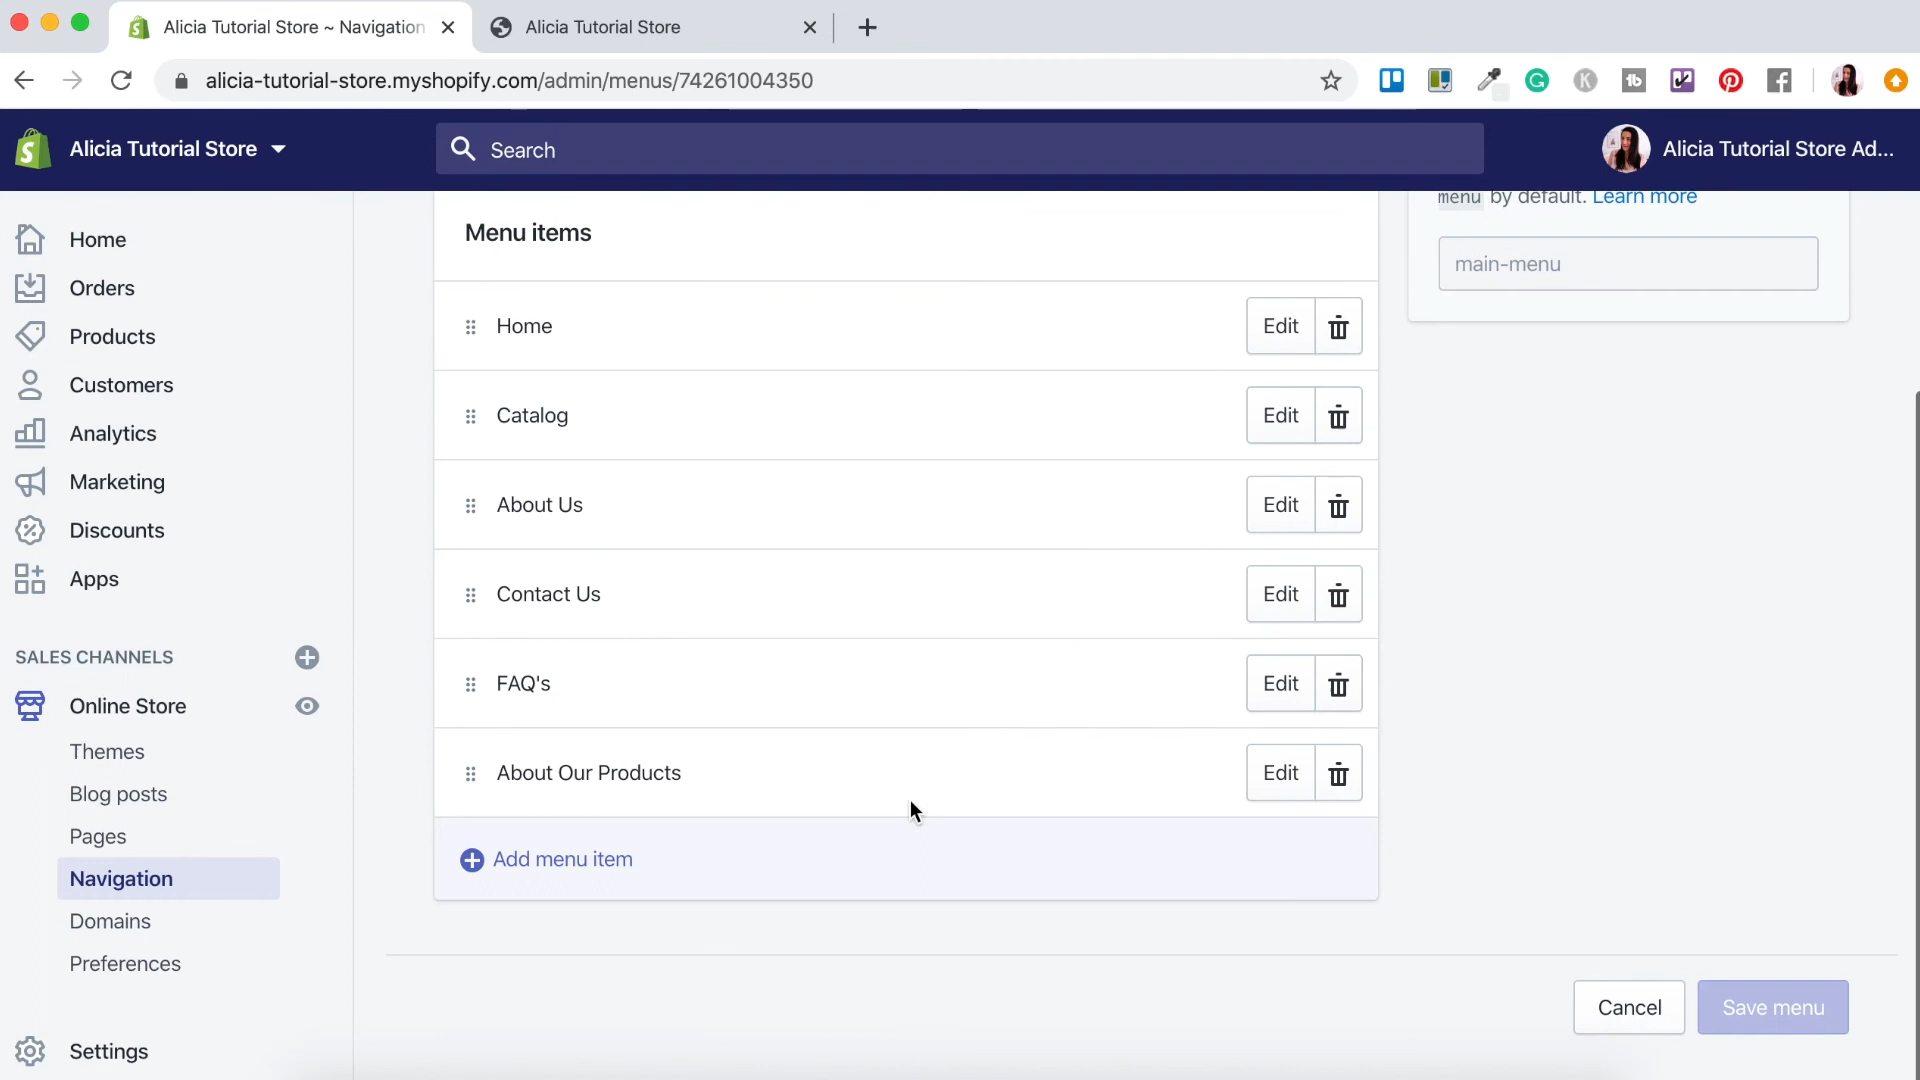 Alicia Tutorial Store ~ Navigation
Alicia Tutorial Store
alicia-tutorial-store.myshopify.com/admin/menus/74261004350
Alicia Tutorial Store
Search
Alicia Tutorial Store Ad...
menu by default. Learn more
main-menu
Home
Orders
Products
Customers
Analytics
Marketing
Discounts
Apps
SALES CHANNELS
Online Store
Themes
Blog posts
Pages
Navigation
Domains
Preferences
Settings
Menu items
Home Edit
Catalog Edit
About Us Edit
Contact Us Edit
FAQ's Edit
About Our Products Edit
Add menu item
Cancel Save menu